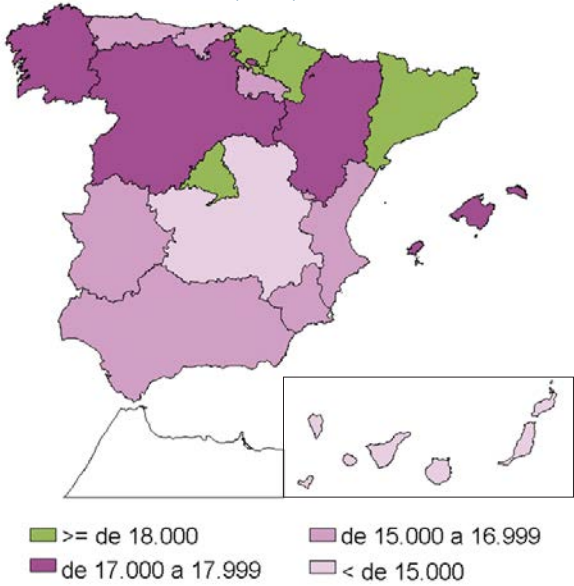 >= de 18.000
de 15.000 a 16.999
de 17.000 a 17.999
< de 15.000